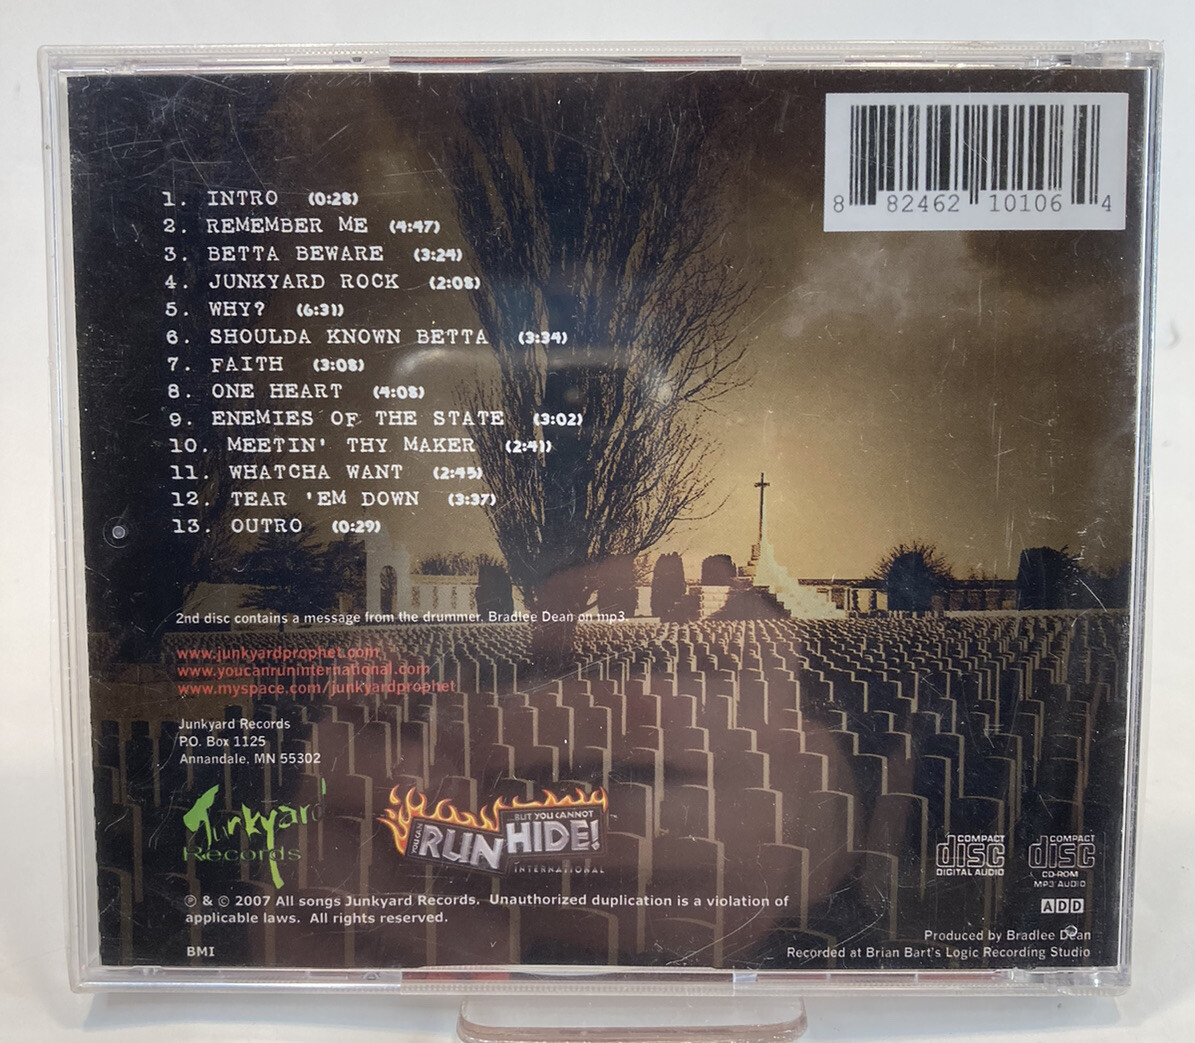 1. INTRO (0:28)
2. REMEMBER ME (4:47)
3. BETTA BEWARE (3:24)
4. JUNKYARD ROCK (2:08)
5. WHY? (6:31)
6. SHOULDA KNOWN BETTA (3:34)
7. FAITH (3:08)
8. ONE HEART (4:08)
9. ENEMIES OF THE STATE (3:02)
10. MEETIN' THY MAKER (2:41)
11. WHATCHA WANT (2:45)
12. TEAR 'EM DOWN (3:37)
13. OUTRO (0:29)
8 82462 10106 4
2nd disc contains a message from the drummer, Bradlee Dean on mp3.
www.junkyardprophet.com
www.youcanruninternational.com
www.myspace.com/junkyardprophet
Junkyard Records
P.O. Box 1125
Annandale, MN 55302
Junkyard
Records
YOU CAN RUN BUT YOU CANNOT HIDE!
INTERNATIONAL
COMPACT disc DIGITAL AUDIO
COMPACT disc CD-ROM MP3 AUDIO
ADD
℗ & © 2007 All songs Junkyard Records. Unauthorized duplication is a violation of
applicable laws. All rights reserved.
BMI
Produced by Bradlee Dean
Recorded at Brian Bart's Logic Recording Studio